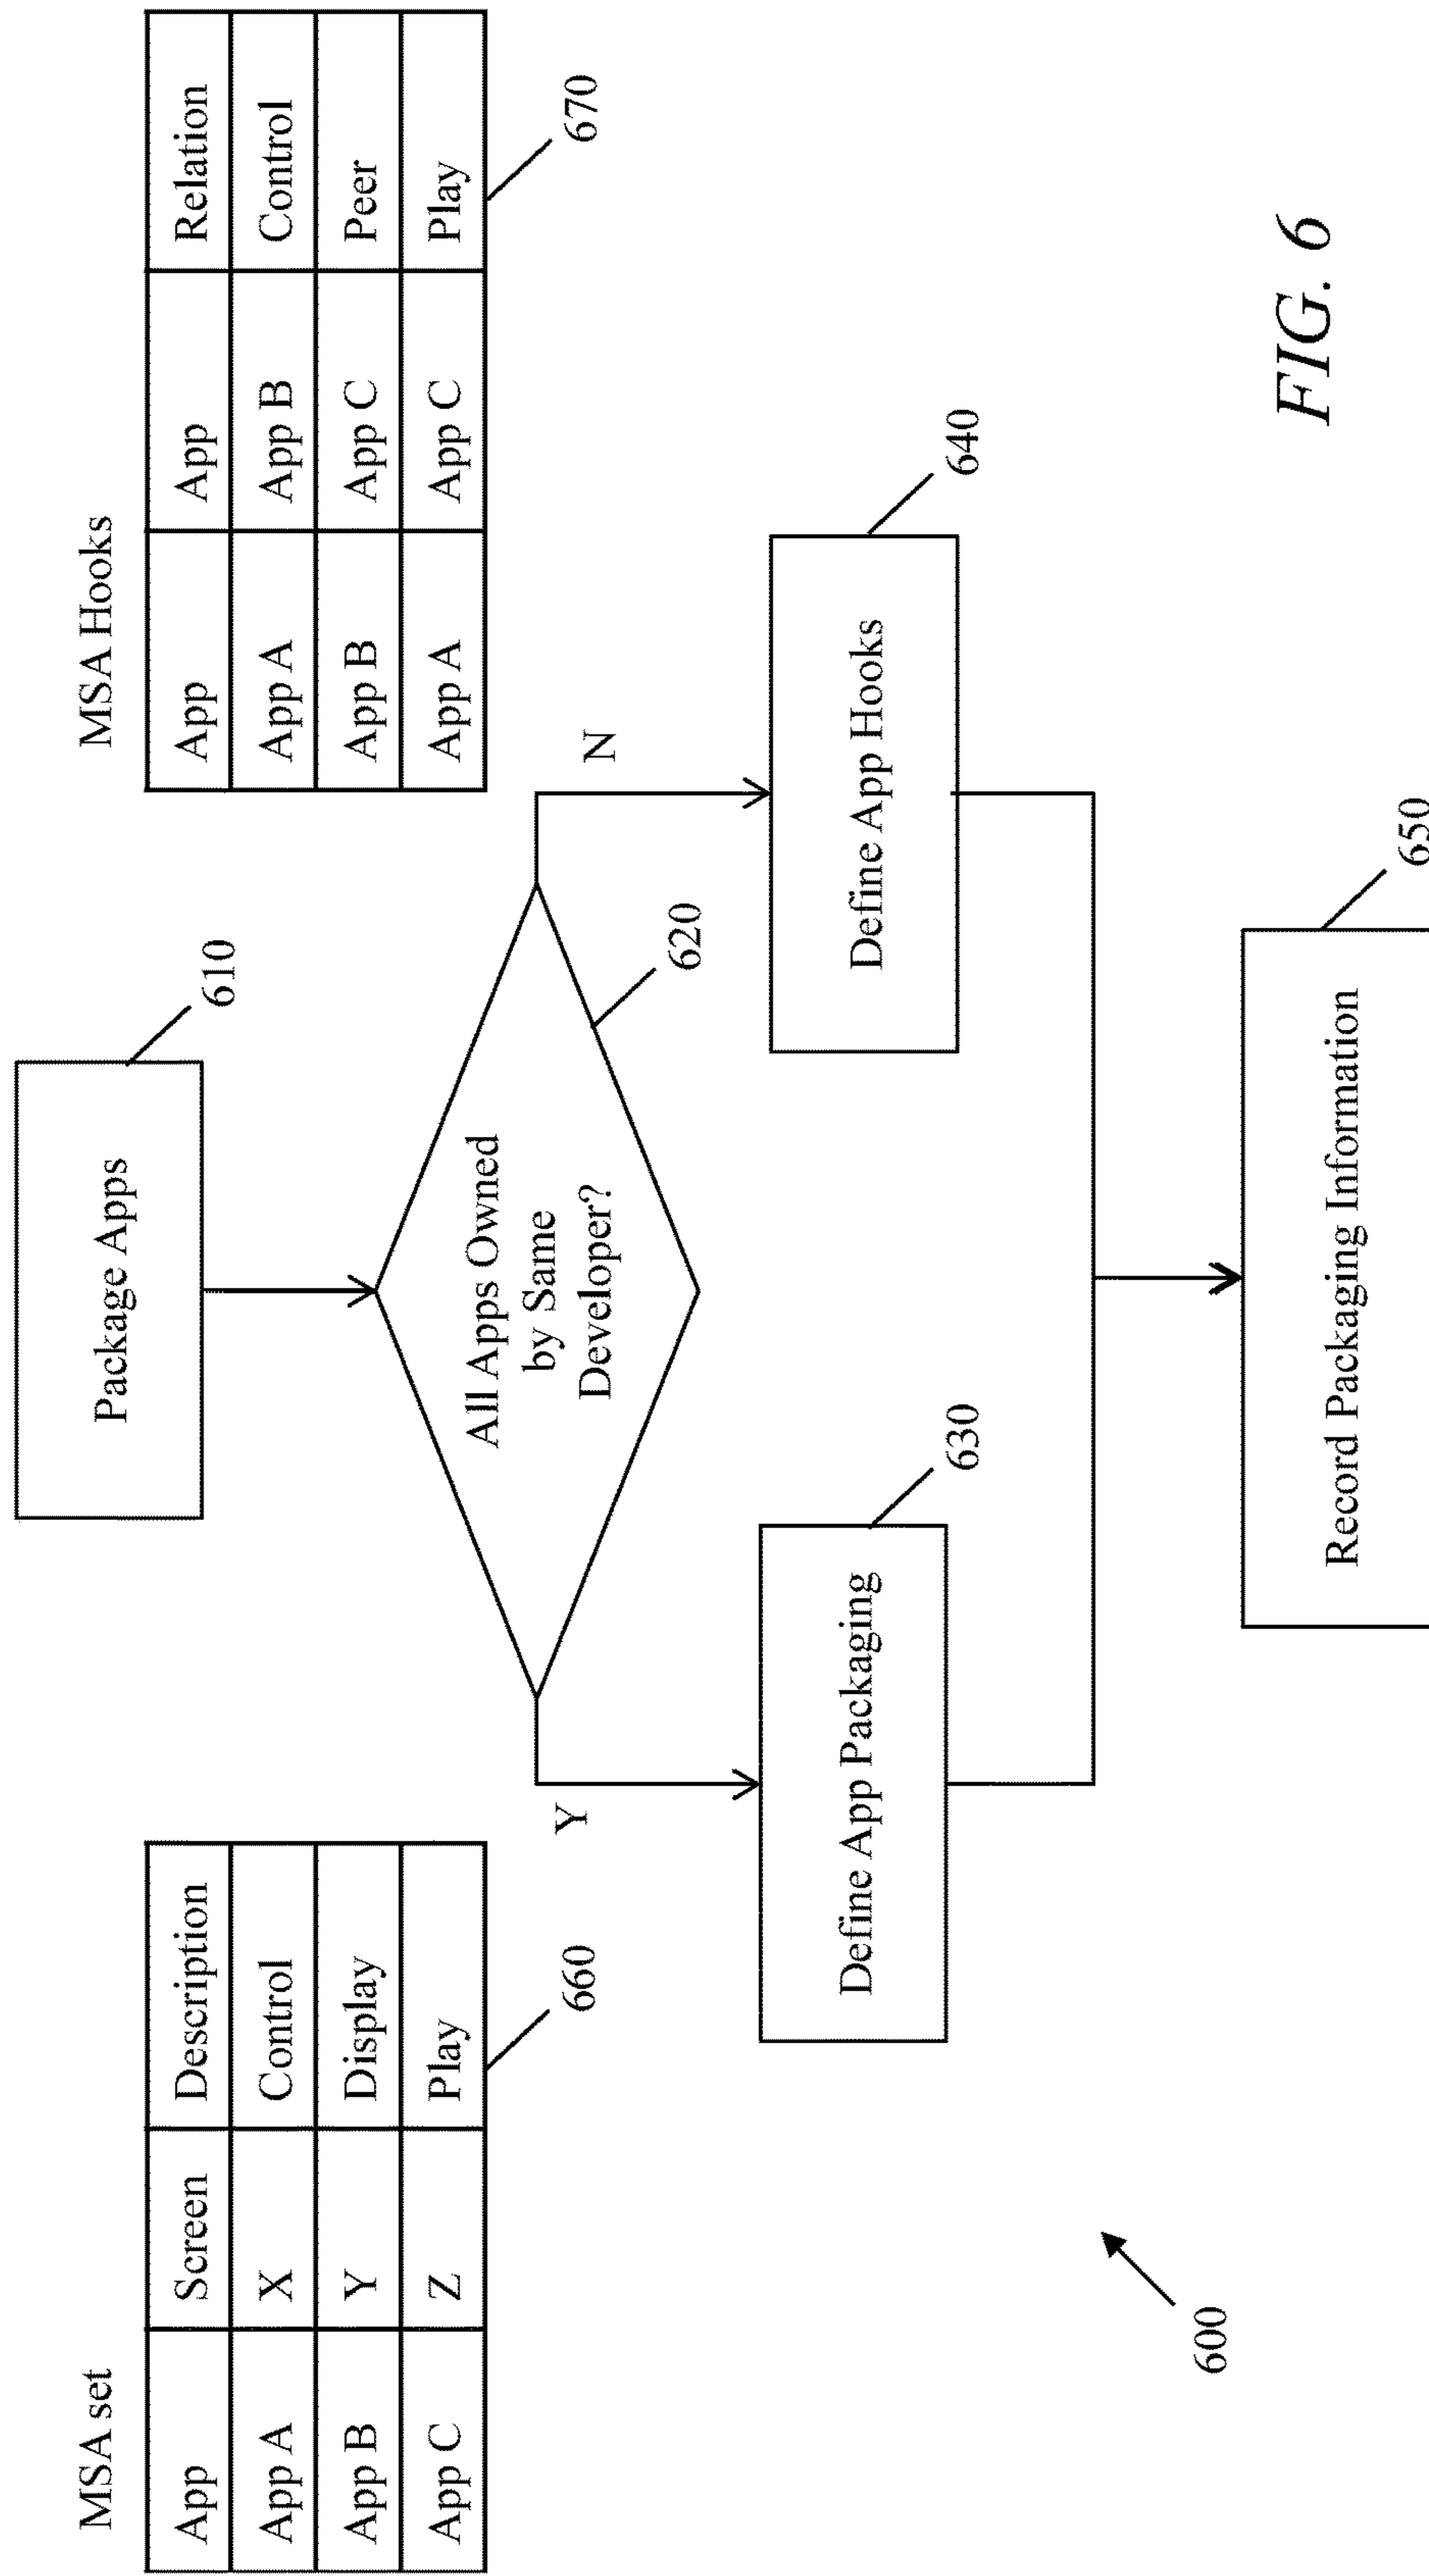 MSA set
App Screen Description
App A X Control
App B Y Display
App C Z Play
660
Package Apps
610
MSA Hooks
App App Relation
App A App B Control
App B App C Peer
App A App C Play
670
All Apps Owned
by Same
Developer?
620
Y
N
Define App Packaging
630
Define App Hooks
640
Record Packaging Information
650
600
FIG. 6